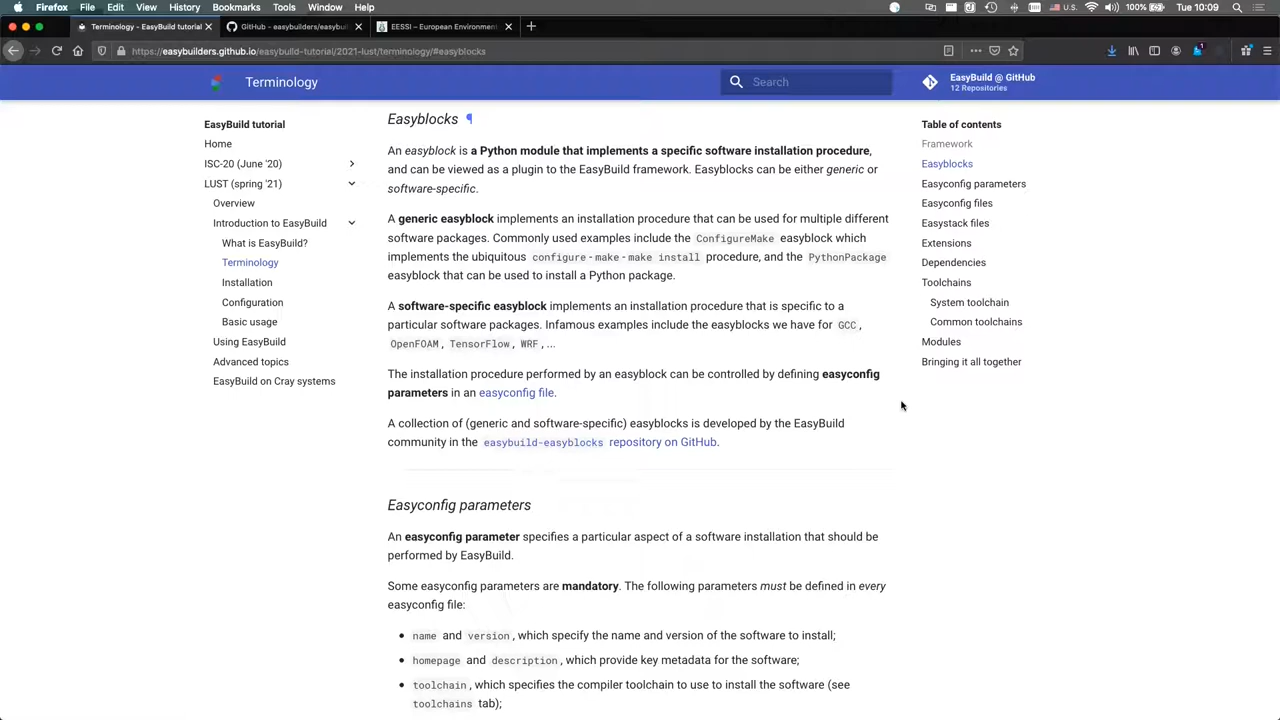 Firefox File Edit View History Bookmarks Tools Window Help
Tue 1:09
Terminology - EasyBuild tutorial
GitHub – easybuilders/easybuil
EESSI – European Environment
https://easybuilders.github.io/easybuild-tutorial/2021-lust/terminology/#easyblocks
Terminology
Search
EasyBuild @ GitHub
12 Repositories
EasyBuild tutorial
Home
ISC-20 (June '20)
LUST (spring '21)
Overview
Introduction to EasyBuild
What is EasyBuild?
Terminology
Installation
Configuration
Basic usage
Using EasyBuild
Advanced topics
EasyBuild on Cray systems
Easyblocks ¶
An easyblock is a Python module that implements a specific software installation procedure,
and can be viewed as a plugin to the EasyBuild framework. Easyblocks can be either generic or
software-specific.
A generic easyblock implements an installation procedure that can be used for multiple different
software packages. Commonly used examples include the ConfigureMake easyblock which
implements the ubiquitous configure - make - make install procedure, and the PythonPackage
easyblock that can be used to install a Python package.
A software-specific easyblock implements an installation procedure that is specific to a
particular software packages. Infamous examples include the easyblocks we have for GCC,
OpenFOAM, TensorFlow, WRF, ...
The installation procedure performed by an easyblock can be controlled by defining easyconfig
parameters in an easyconfig file.
A collection of (generic and software-specific) easyblocks is developed by the EasyBuild
community in the easybuild-easyblocks repository on GitHub.
Easyconfig parameters
An easyconfig parameter specifies a particular aspect of a software installation that should be
performed by EasyBuild.
Some easyconfig parameters are mandatory. The following parameters must be defined in every
easyconfig file:
• name and version, which specify the name and version of the software to install;
• homepage and description, which provide key metadata for the software;
• toolchain, which specifies the compiler toolchain to use to install the software (see
toolchains tab);
Table of contents
Framework
Easyblocks
Easyconfig parameters
Easyconfig files
Easystack files
Extensions
Dependencies
Toolchains
System toolchain
Common toolchains
Modules
Bringing it all together